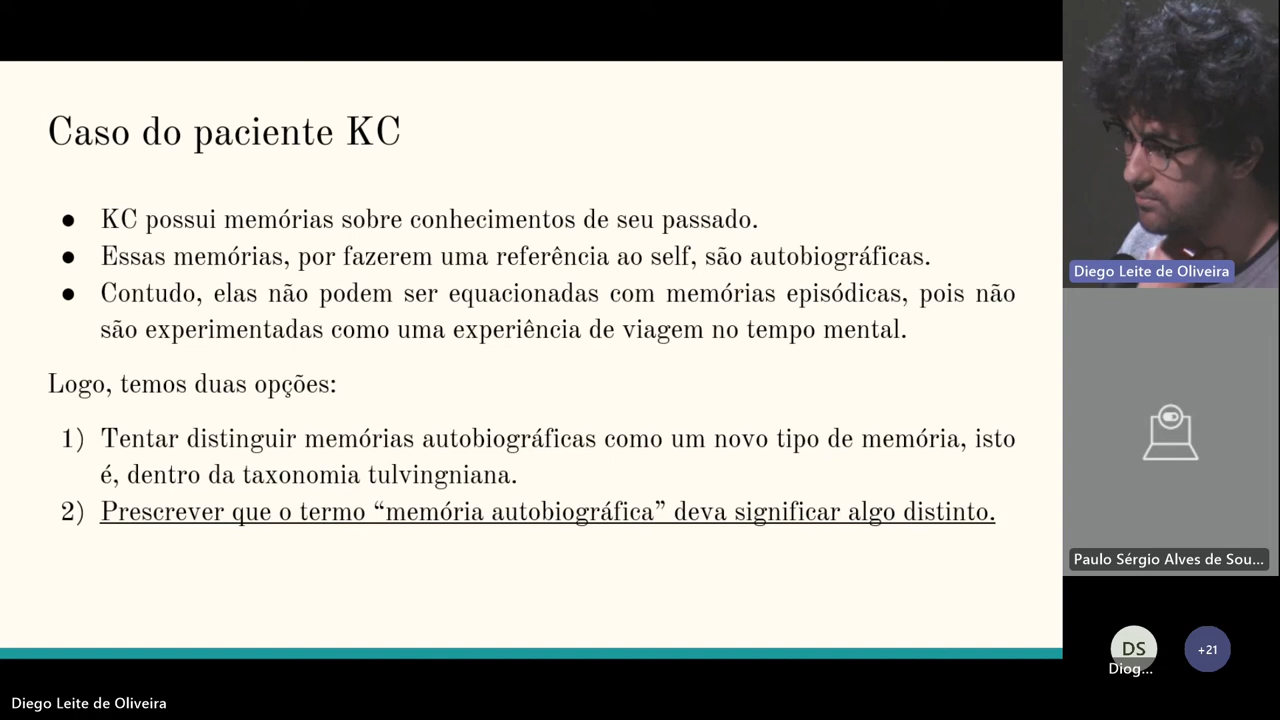 Caso do paciente KC
● KC possui memórias sobre conhecimentos de seu passado.
● Essas memórias, por fazerem uma referência ao self, são autobiográficas.
● Contudo, elas não podem ser equacionadas com memórias episódicas, pois não
são experimentadas como uma experiência de viagem no tempo mental.
Logo, temos duas opções:
1) Tentar distinguir memórias autobiográficas como um novo tipo de memória, isto
é, dentro da taxonomia tulvingniana.
2) Prescrever que o termo “memória autobiográfica” deva significar algo distinto.
Diego Leite de Oliveira
Paulo Sérgio Alves de Sou...
DS
Diog...
+21
Diego Leite de Oliveira